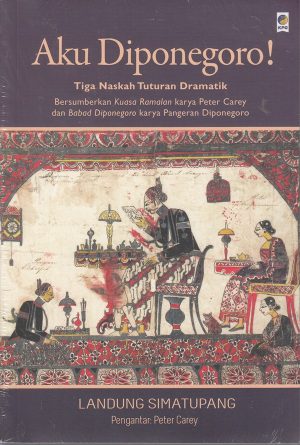 KPG
Aku Diponegoro!
Tiga Naskah Tuturan Dramatik
Bersumberkan Kuasa Ramalan karya Peter Carey
dan Babad Diponegoro karya Pangeran Diponegoro
LANDUNG SIMATUPANG
Pengantar: Peter Carey